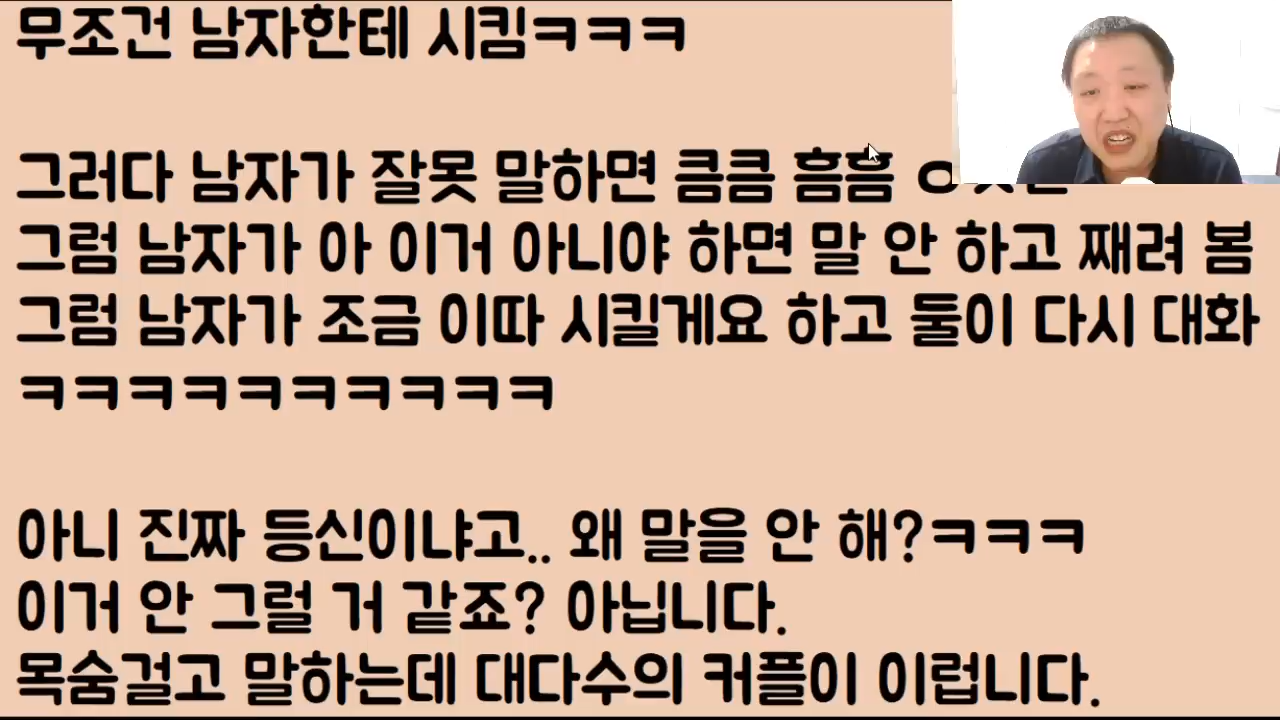 무조건 남자한테 시킴ㅋㅋㅋ
그러다 남자가 잘못 말하면 큼큼 흠흠
그럼 남자가 아 이거 아니야 하면 말 안 하고 째려 봄
그럼 남자가 조금 이따 시킬게요 하고 둘이 다시 대화
ㅋㅋㅋㅋㅋㅋㅋㅋㅋㅋ
아니 진짜 등신이냐고.. 왜 말을 안 해?ㅋㅋㅋ
이거 안 그럴 거 같죠? 아닙니다.
목숨걸고 말하는데 대다수의 커플이 이럽니다.